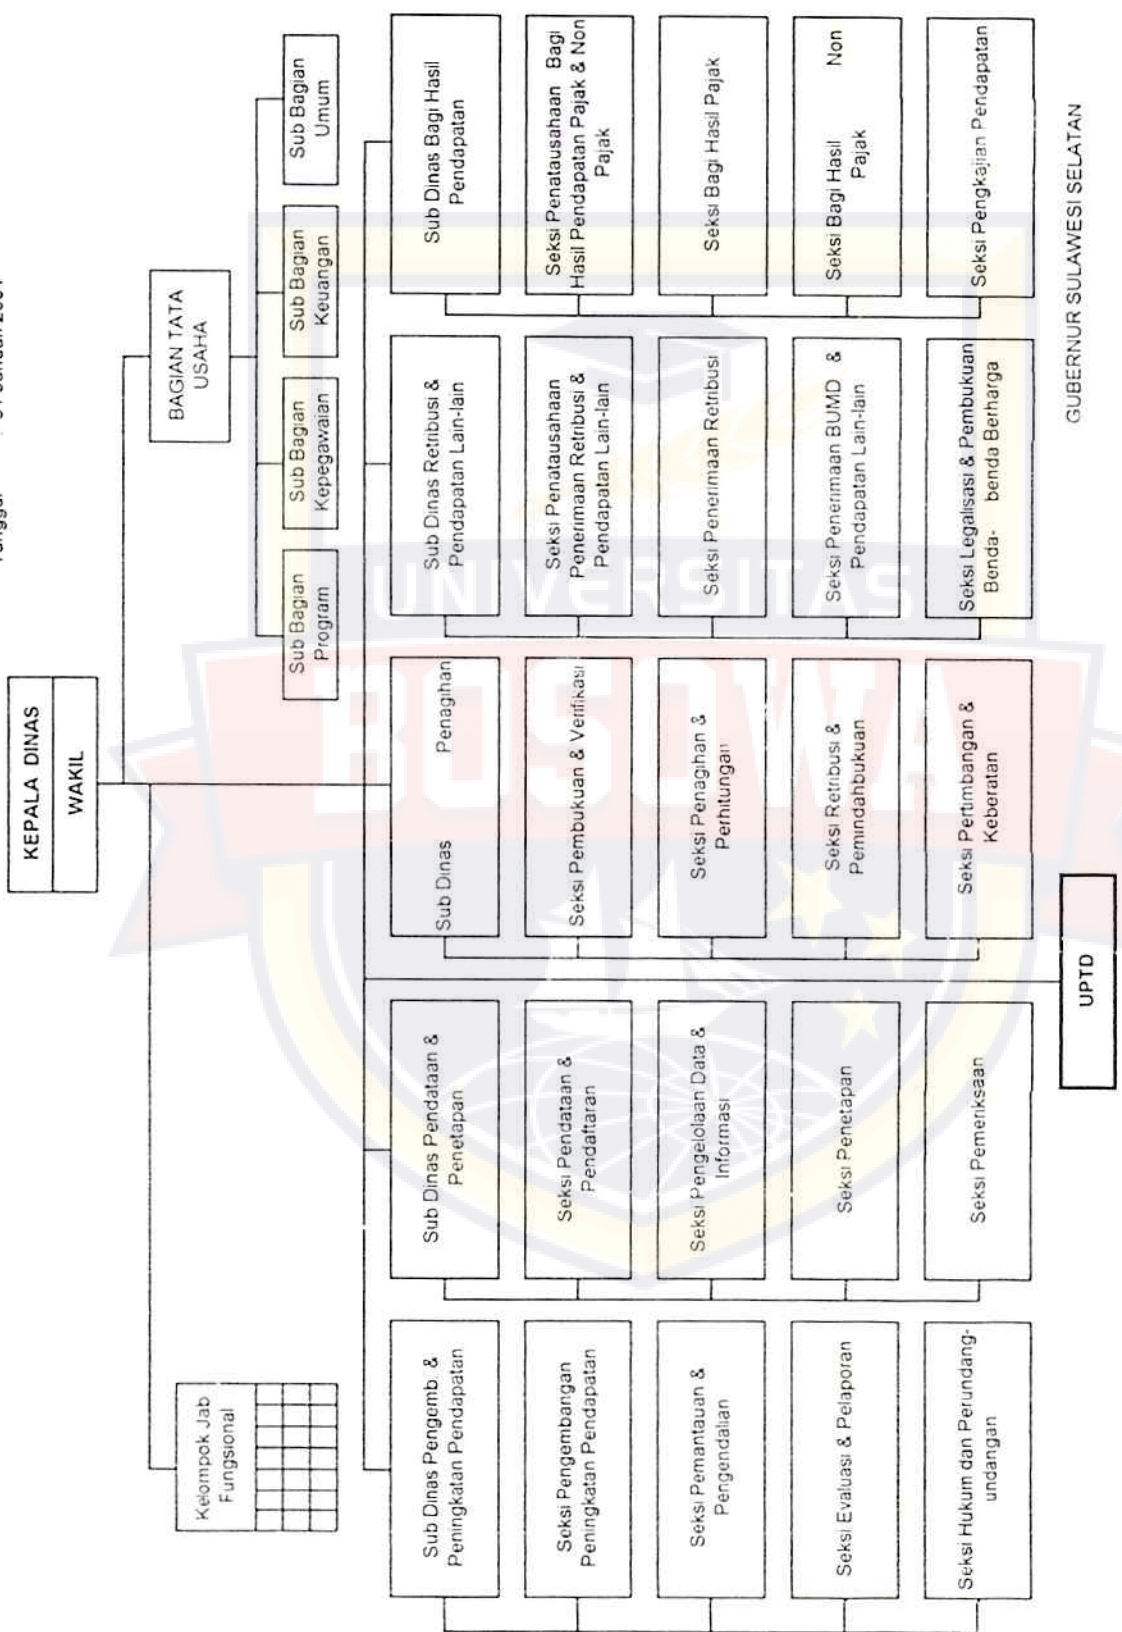 KEPALA DINAS
WAKIL
BAGIAN TATA
USAHA
Kelompok Jab
Fungsional
Sub Bagian
Program
Sub Bagian
Kepegawaian
Sub Bagian
Keuangan
Sub Bagian
Umum
Sub Dinas Pengemb. &
Peningkatan Pendapatan
Seksi Pengembangan
Peningkatan Pendapatan
Seksi Pemantauan &
Pengendalian
Seksi Evaluasi & Pelaporan
Seksi Hukum dan Perundang-
undangan
Sub Dinas Pendataan &
Penetapan
Seksi Pendataan &
Pendaftaran
Seksi Pengelolaan Data &
Informasi
Seksi Penetapan
Seksi Pemeriksaan
Sub Dinas Penagihan
Seksi Pembukuan & Verifikasi
Seksi Penagihan &
Perhitungan
Seksi Retribusi &
Pemindahbukuan
Seksi Pertimbangan &
Keberatan
Sub Dinas Retribusi &
Pendapatan Lain-lain
Seksi Penatausahaan
Penerimaan Retribusi &
Pendapatan Lain-lain
Seksi Penerimaan Retribusi
Seksi Penerimaan BUMD &
Pendapatan Lain-lain
Seksi Legalisasi & Pembukuan
Benda- benda Berharga
Sub Dinas Bagi Hasil
Pendapatan
Seksi Penatausahaan Bagi
Hasil Pendapatan Pajak & Non
Pajak
Seksi Bagi Hasil Pajak
Seksi Bagi Hasil Non
Pajak
Seksi Pengkajian Pendapatan
UPTD
GUBERNUR SULAWESI SELATAN
UNIVERSITAS
BOSOWA